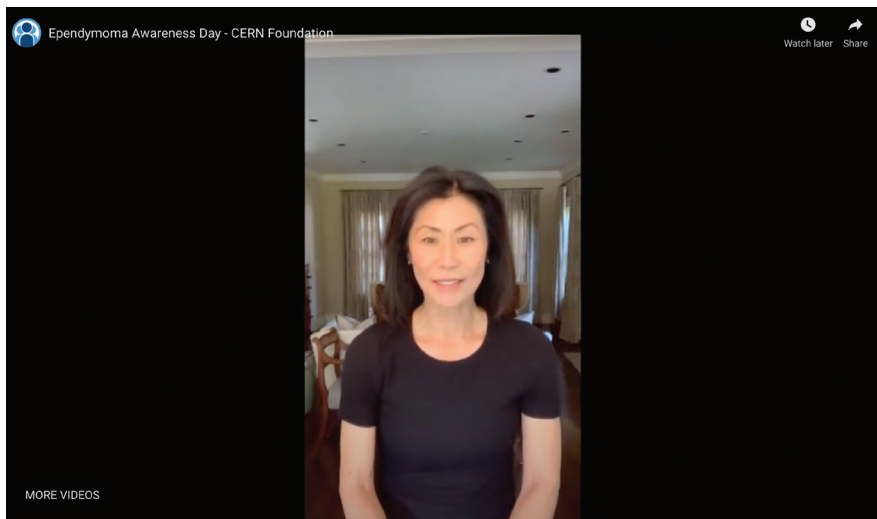 Ependymoma Awareness Day - CERN Foundation
Watch later
Share
MORE VIDEOS